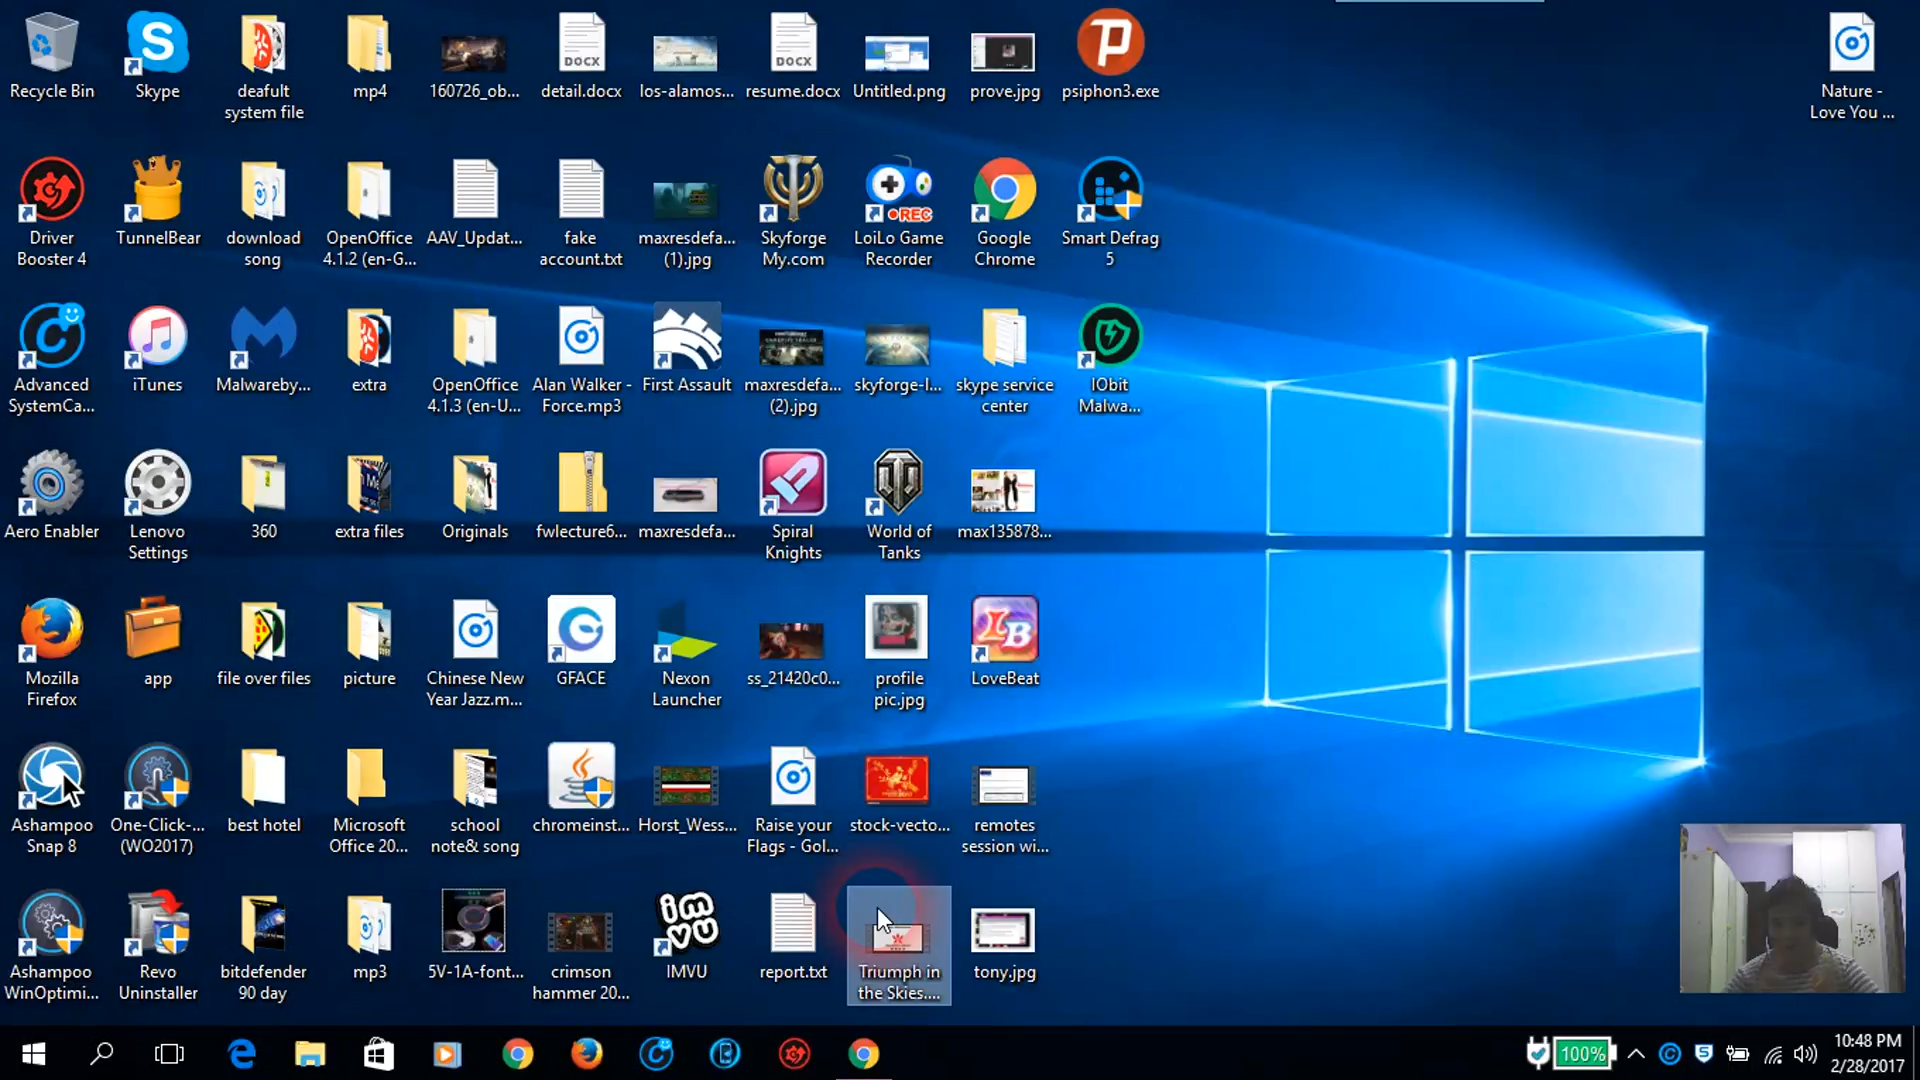 Recycle Bin
Skype
deafult
system file
mp4
160726_ob...
detail.docx
los-alamos...
resume.docx
Untitled.png
prove.jpg
psiphon3.exe
Nature -
Love You ...
Driver
Booster 4
TunnelBear
download
song
OpenOffice
4.1.2 (en-G...
AAV_Updat...
fake
account.txt
maxresdefa...
(1).jpg
Skyforge
My.com
REC
LoiLo Game
Recorder
Google
Chrome
Smart Defrag
5
Advanced
SystemCa...
iTunes
Malwareby...
extra
OpenOffice
4.1.3 (en-U...
Alan Walker -
Force.mp3
First Assault
maxresdefa...
(2).jpg
skyforge-l...
skype service
center
IObit
Malwa...
Aero Enabler
Lenovo
Settings
360
extra files
Originals
fwlecture6...
maxresdefa...
Spiral
Knights
World of
Tanks
max135878...
Mozilla
Firefox
app
file over files
picture
Chinese New
Year Jazz.m...
GFACE
Nexon
Launcher
ss_21420c0...
profile
pic.jpg
LB
LoveBeat
Ashampoo
Snap 8
One-Click-...
(WO2017)
best hotel
Microsoft
Office 20...
school
note& song
chromeinst...
Horst_Wess...
Raise your
Flags - Gol...
stock-vecto...
remotes
session wi...
Ashampoo
WinOptimi...
Revo
Uninstaller
bitdefender
90 day
mp3
5V-1A-font...
crimson
hammer 20...
imvu
IMVU
report.txt
Triumph in
the Skies....
tony.jpg
DOCX
DOCX
100%
10:48 PM
2/28/2017